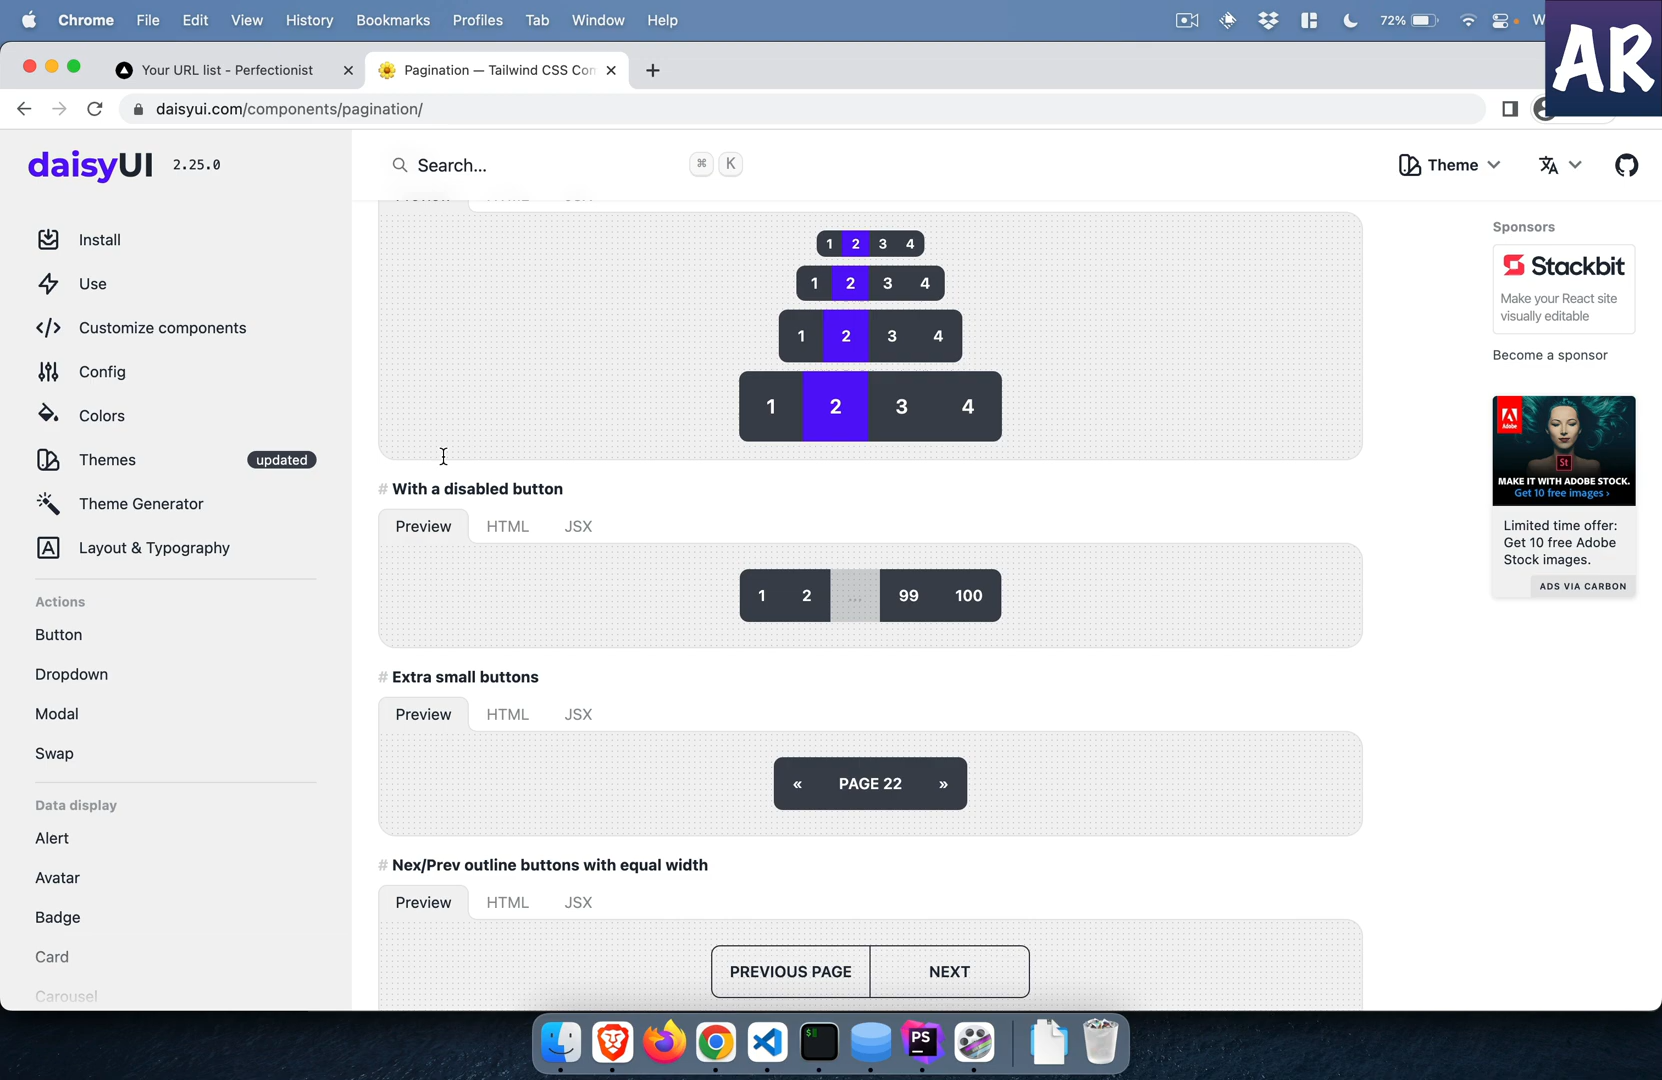 Chrome File Edit View History Bookmarks Profiles Tab Window Help
72%
W
AR
Your URL list - Perfectionist
Pagination — Tailwind CSS Con
daisyui.com/components/pagination/
daisyUI 2.25.0
Search...
⌘ K
Theme
Install
Use
Customize components
Config
Colors
Themes updated
Theme Generator
Layout & Typography
Actions
Button
Dropdown
Modal
Swap
Data display
Alert
Avatar
Badge
Card
Carousel
1 2 3 4
1 2 3 4
1 2 3 4
1 2 3 4
# With a disabled button
Preview HTML JSX
1 2 ... 99 100
# Extra small buttons
Preview HTML JSX
« PAGE 22 »
# Nex/Prev outline buttons with equal width
Preview HTML JSX
PREVIOUS PAGE NEXT
Sponsors
Stackbit
Make your React site
visually editable
Become a sponsor
Adobe
St
MAKE IT WITH ADOBE STOCK.
Get 10 free images ›
Limited time offer:
Get 10 free Adobe
Stock images.
ADS VIA CARBON
$
PS